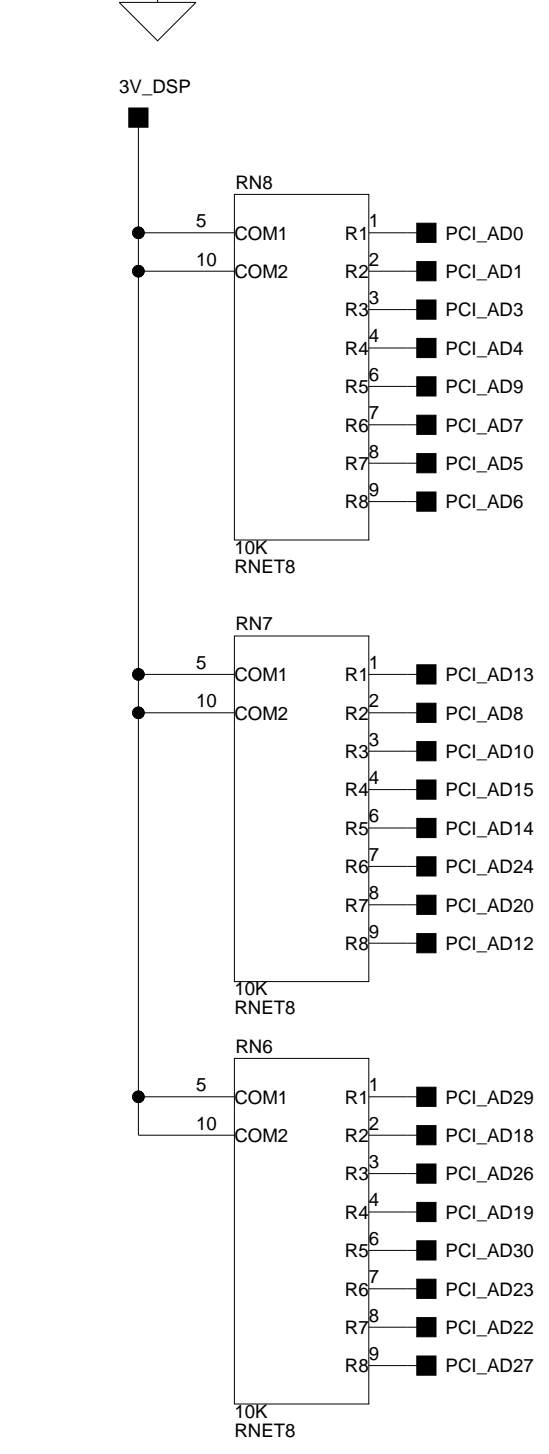 3V_DSP
RN8
5 COM1 R1 1 PCI_AD0
10 COM2 R2 2 PCI_AD1
R3 3 PCI_AD3
R4 4 PCI_AD4
R5 6 PCI_AD9
R6 7 PCI_AD7
R7 8 PCI_AD5
R8 9 PCI_AD6
10K
RNET8
RN7
5 COM1 R1 1 PCI_AD13
10 COM2 R2 2 PCI_AD8
R3 3 PCI_AD10
R4 4 PCI_AD15
R5 6 PCI_AD14
R6 7 PCI_AD24
R7 8 PCI_AD20
R8 9 PCI_AD12
10K
RNET8
RN6
5 COM1 R1 1 PCI_AD29
10 COM2 R2 2 PCI_AD18
R3 3 PCI_AD26
R4 4 PCI_AD19
R5 6 PCI_AD30
R6 7 PCI_AD23
R7 8 PCI_AD22
R8 9 PCI_AD27
10K
RNET8